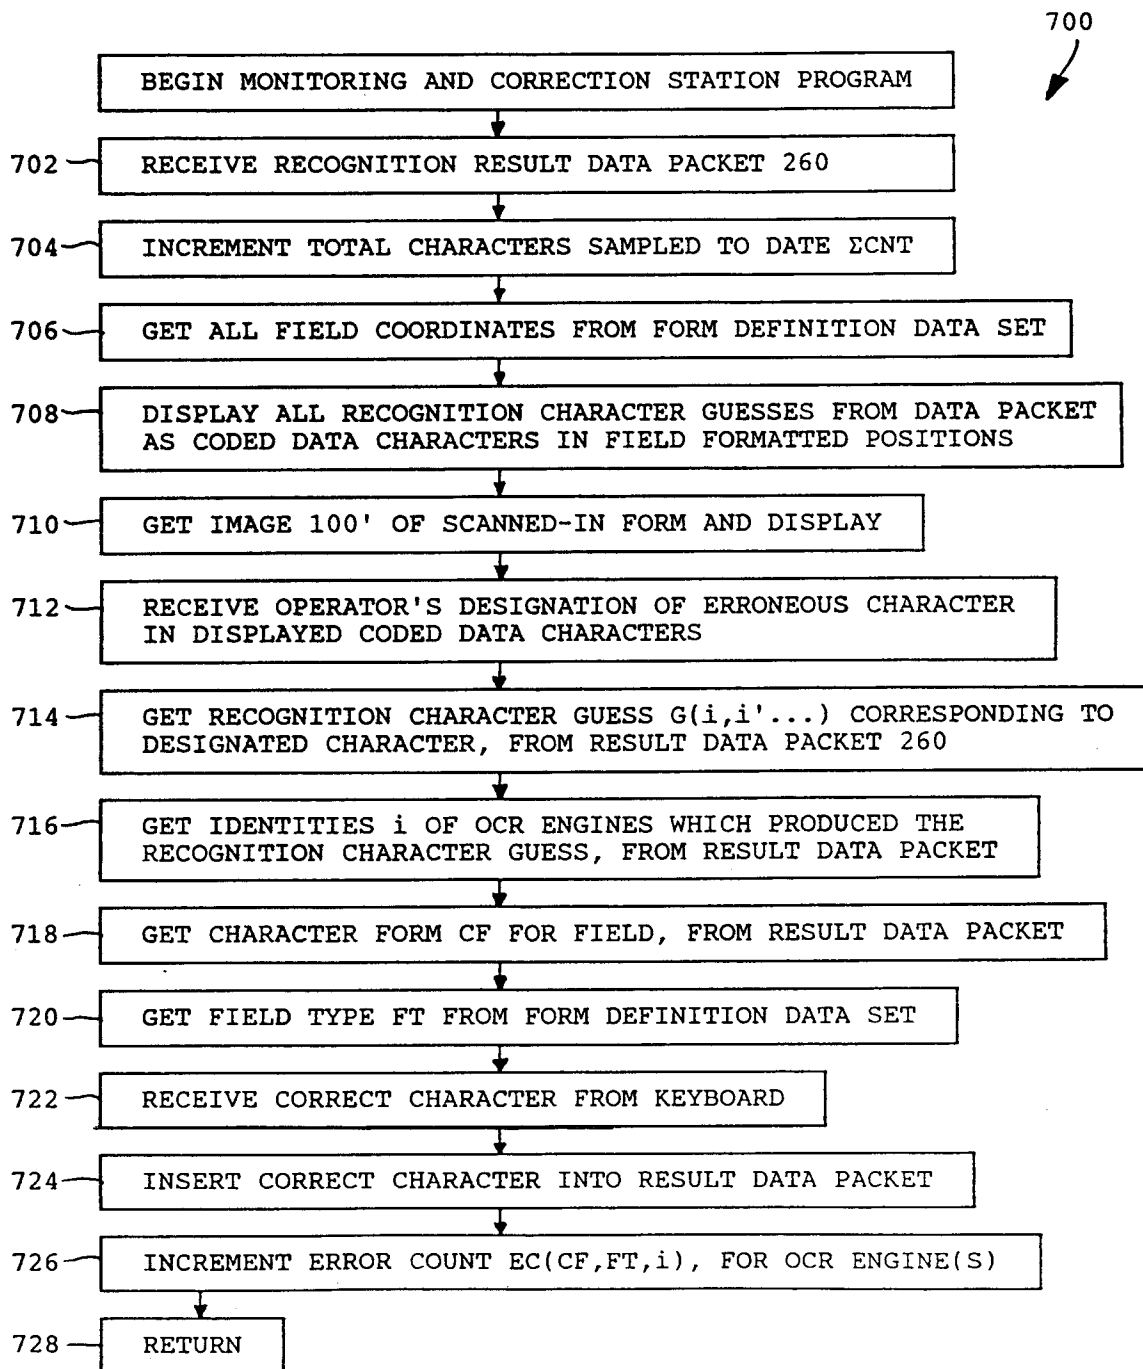 700
BEGIN MONITORING AND CORRECTION STATION PROGRAM
702 RECEIVE RECOGNITION RESULT DATA PACKET 260
704 INCREMENT TOTAL CHARACTERS SAMPLED TO DATE ΣCNT
706 GET ALL FIELD COORDINATES FROM FORM DEFINITION DATA SET
708 DISPLAY ALL RECOGNITION CHARACTER GUESSES FROM DATA PACKET
AS CODED DATA CHARACTERS IN FIELD FORMATTED POSITIONS
710 GET IMAGE 100' OF SCANNED-IN FORM AND DISPLAY
712 RECEIVE OPERATOR'S DESIGNATION OF ERRONEOUS CHARACTER
IN DISPLAYED CODED DATA CHARACTERS
714 GET RECOGNITION CHARACTER GUESS G(i,i'...) CORRESPONDING TO
DESIGNATED CHARACTER, FROM RESULT DATA PACKET 260
716 GET IDENTITIES i OF OCR ENGINES WHICH PRODUCED THE
RECOGNITION CHARACTER GUESS, FROM RESULT DATA PACKET
718 GET CHARACTER FORM CF FOR FIELD, FROM RESULT DATA PACKET
720 GET FIELD TYPE FT FROM FORM DEFINITION DATA SET
722 RECEIVE CORRECT CHARACTER FROM KEYBOARD
724 INSERT CORRECT CHARACTER INTO RESULT DATA PACKET
726 INCREMENT ERROR COUNT EC(CF,FT,i), FOR OCR ENGINE(S)
728 RETURN